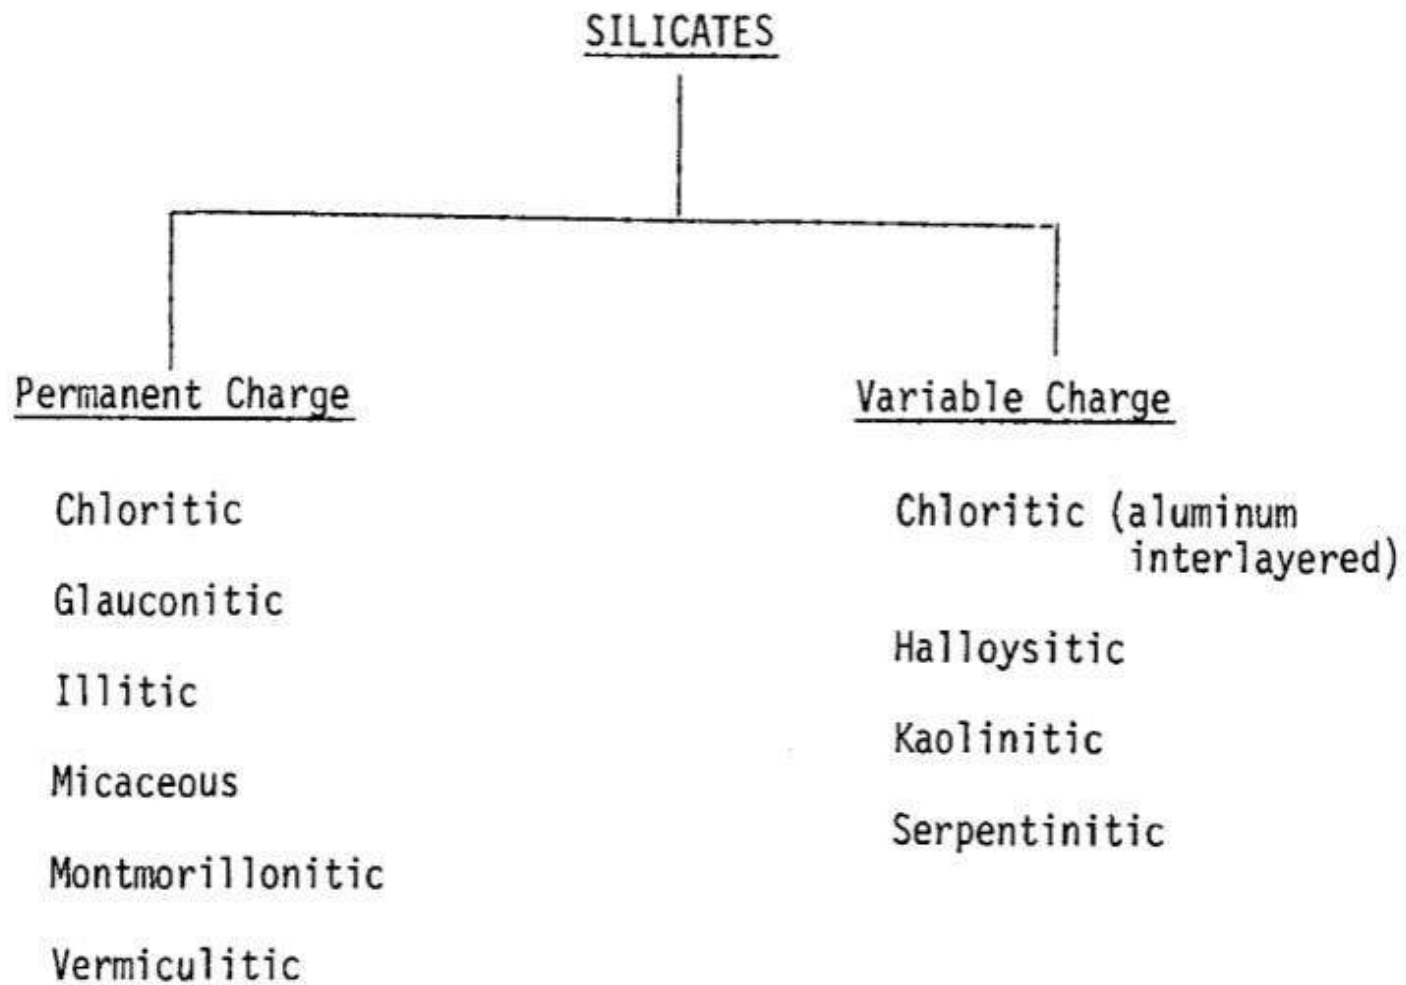 SILICATES
Permanent Charge
Chloritic
Glauconitic
Illitic
Micaceous
Montmorillonitic
Vermiculitic
Variable Charge
Chloritic (aluminum
interlayered)
Halloysitic
Kaolinitic
Serpentinitic